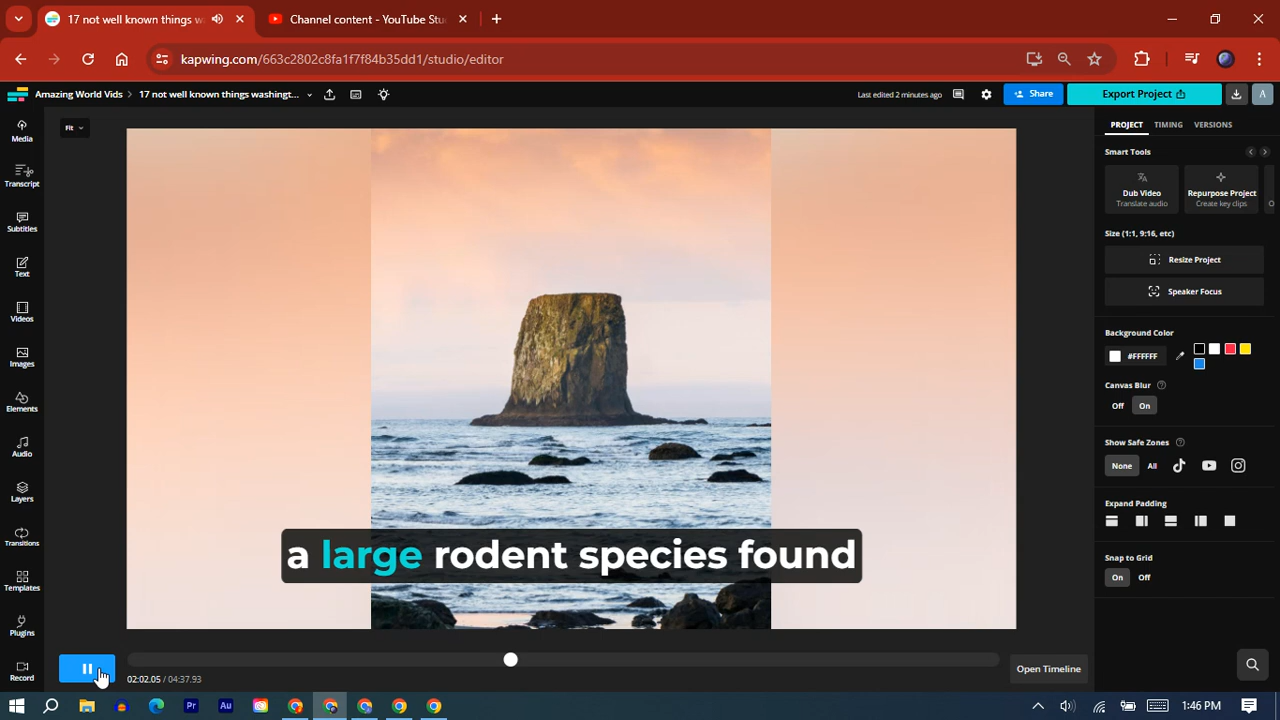 17 not well known things w
Channel content - YouTube Stu
kapwing.com/663c2802c8fa1f7f84b35dd1/studio/editor
Amazing World Vids > 17 not well known things washingt...
Last edited 2 minutes ago
Share
Export Project
A
Media
Transcript
Subtitles
Text
Videos
Images
Elements
Audio
Layers
Transitions
Templates
Plugins
Record
Fit
a large rodent species found
02:02.05 / 04:37.93
Open Timeline
PROJECT TIMING VERSIONS
Smart Tools
Dub Video
Translate audio
Repurpose Project
Create key clips
Size (1:1, 9:16, etc)
Resize Project
Speaker Focus
Background Color
#FFFFFF
Canvas Blur
Off On
Show Safe Zones
None All
Expand Padding
Snap to Grid
On Off
Pr
Au
1:46 PM